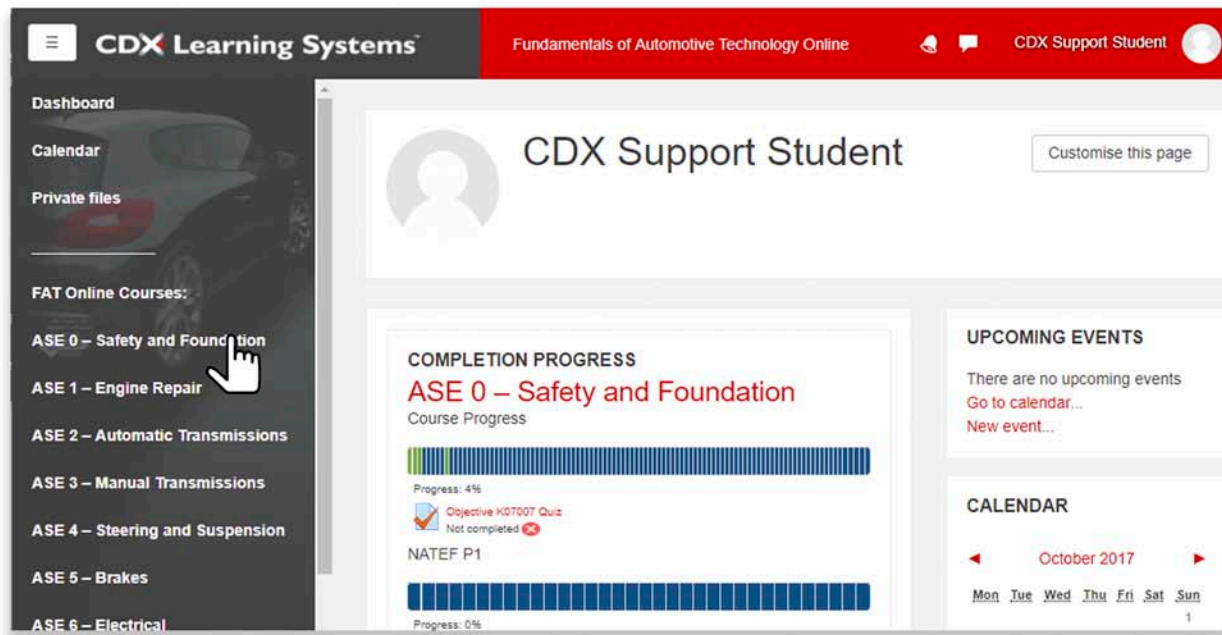 CDX Learning Systems™
Fundamentals of Automotive Technology Online
CDX Support Student
Dashboard
Calendar
Private files
FAT Online Courses:
ASE 0 – Safety and Foundation
ASE 1 – Engine Repair
ASE 2 – Automatic Transmissions
ASE 3 – Manual Transmissions
ASE 4 – Steering and Suspension
ASE 5 – Brakes
ASE 6 – Electrical
CDX Support Student
Customise this page
COMPLETION PROGRESS
ASE 0 – Safety and Foundation
Course Progress
Progress: 4%
Objective K07007 Quiz
Not completed
NATEF P1
Progress: 0%
UPCOMING EVENTS
There are no upcoming events
Go to calendar...
New event...
CALENDAR
◄ October 2017 ►
Mon Tue Wed Thu Fri Sat Sun
1